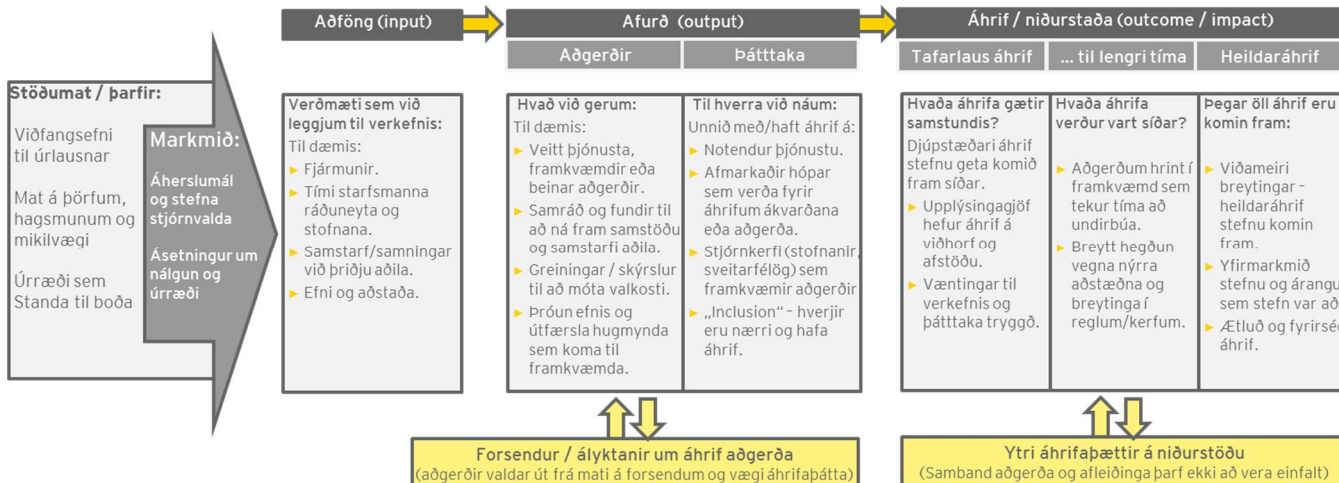 Aðföng (input)
Afurð (output)
Áhrif / niðurstaða (outcome / impact)
Aðgerðir
Þátttaka
Tafarlaus áhrif
... til lengri tíma
Heildaráhrif
Stöðumat / þarfir:
Viðfangsefni
til úrlausnar
Mat á þörfum,
hagsmunum og
mikilvægi
Úrræði sem
Standa til boða
Markmið:
Áherslumál
og stefna
stjórnvalda
Ásetningur um
nálgun og
úrræði
Verðmæti sem við
leggjum til verkefnis:
Til dæmis:
► Fjármunir.
► Tími starfsmanna
ráðuneyta og
stofnana.
► Samstarf/samningar
við þriðju aðila.
► Efni og aðstaða.
Hvað við gerum:
Til dæmis:
► Veitt þjónusta,
framkvæmdir eða
beinar aðgerðir.
► Samráð og fundir til
að ná fram samstöðu
og samstarfi aðila.
► Greiningar / skýrslur
til að móta valkosti.
► Þróun efnis og
útfærsla hugmynda
sem koma til
framkvæmda.
Til hverra við náum:
Unnið með/haft áhrif á:
► Notendur þjónustu.
► Afmarkaðir hópar
sem verða fyrir
áhrifum ákvarðana
eða aðgerða.
► Stjórnkerfi (stofnanir,
sveitarfélög) sem
framkvæmir aðgerðir
► „Inclusion“ – hverjir
eru nærri og hafa
áhrif.
Hvaða áhrifa gætir
samstundis?
Djúpstæðari áhrif
stefnu geta komið
fram síðar.
► Upplýsingagjöf
hefur áhrif á
viðhorf og
afstöðu.
► Væntingar til
verkefnis og
þátttaka tryggð.
Hvaða áhrifa
verður vart síðar?
► Aðgerðum hrint í
framkvæmd sem
tekur tíma að
undirbúa.
► Breytt hegðun
vegna nýrra
aðstæðna og
breytinga í
reglum/kerfum.
Þegar öll áhrif eru
komin fram:
► Viðameiri
breytingar –
heildaráhrif
stefnu komin
fram.
► Yfirmarkmið
stefnu og árangu
sem stefn var að
► Ætluð og fyrirséð
áhrif.
Forsendur / ályktanir um áhrif aðgerða
(aðgerðir valdar út frá mati á forsendum og vægi áhrifaþátta)
Ytri áhrifaþættir á niðurstöðu
(Samband aðgerða og afleiðinga þarf ekki að vera einfalt)